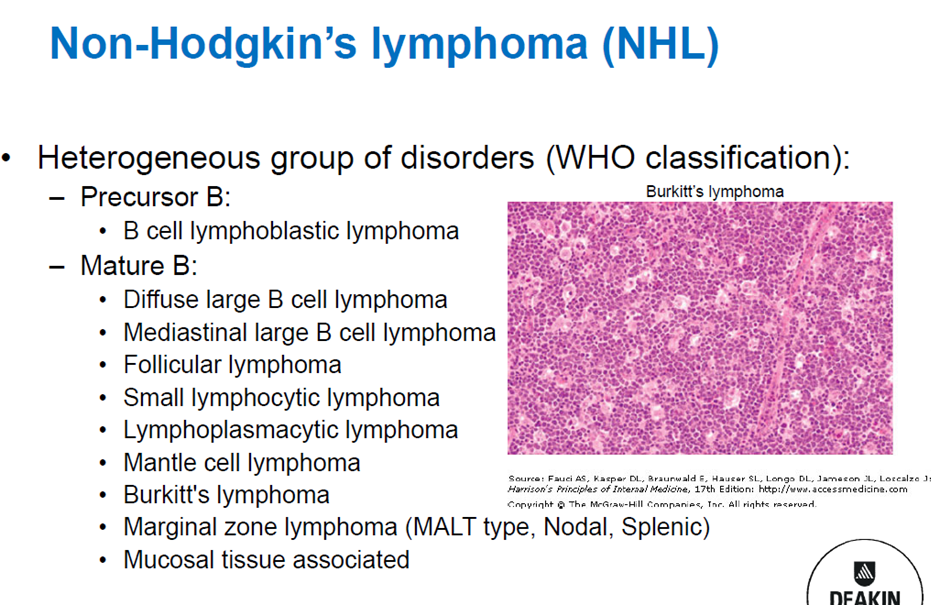 Non-Hodgkin's lymphoma (NHL)
• Heterogeneous group of disorders (WHO classification):
– Precursor B:
• B cell lymphoblastic lymphoma
– Mature B:
• Diffuse large B cell lymphoma
• Mediastinal large B cell lymphoma
• Follicular lymphoma
• Small lymphocytic lymphoma
• Lymphoplasmacytic lymphoma
• Mantle cell lymphoma
• Burkitt's lymphoma
• Marginal zone lymphoma (MALT type, Nodal, Splenic)
• Mucosal tissue associated
Burkitt's lymphoma
Source: Fauci AS, Kasper DL, Braunwald E, Hauser SL, Longo DL, Jameson JL, Loscalzo J:
Harrison's Principles of Internal Medicine, 17th Edition: http://www.accessmedicine.com
Copyright © The McGraw-Hill Companies, Inc. All rights reserved.
DEAKIN